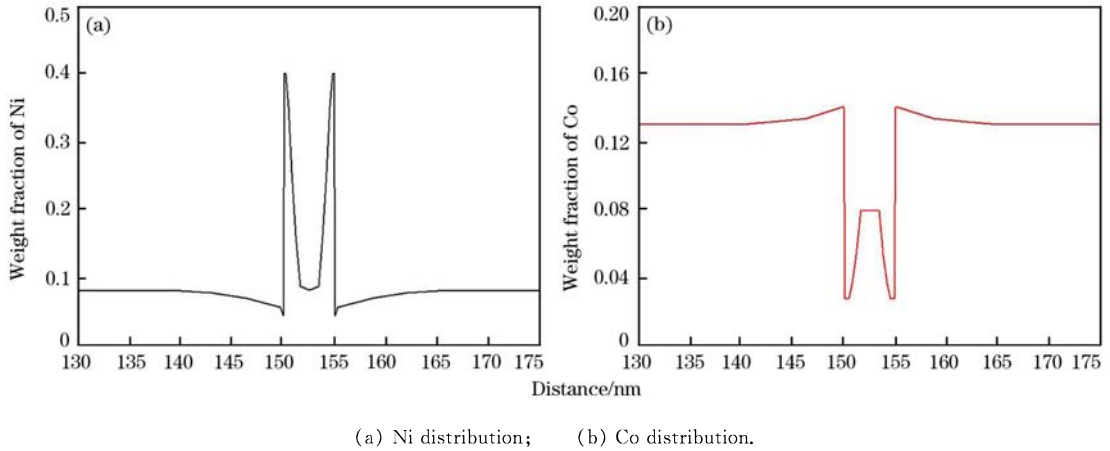 (a)
0.5
0.4
0.3
0.2
0.1
0
Weight fraction of Ni
130 135 140 145 150 155 160 165 170 175
(b)
0.20
0.16
0.12
0.08
0.04
0
Weight fraction of Co
130 135 140 145 150 155 160 165 170 175
Distance/nm
(a) Ni distribution; (b) Co distribution.